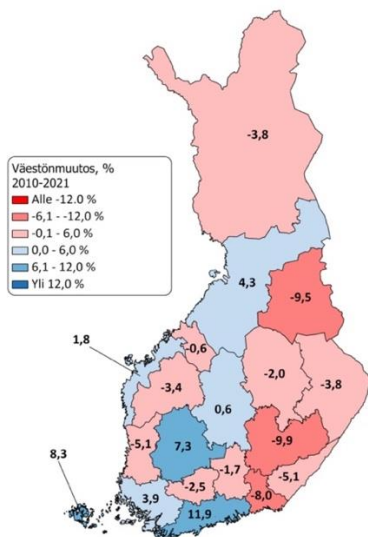 -3,8
Väestönmuutos, %
2010-2021
Alle -12.0 %
-6,1 - -12,0 %
-0,1 - 6,0 %
0,0 - 6,0 %
6,1 - 12,0 %
Yli 12,0 %
4,3
-9,5
1,8
-0,6
-2,0
-3,8
-3,4
0,6
8,3
-5,1
7,3
-9,9
-1,7
-5,1
3,9
-2,5
-8,0
11,9